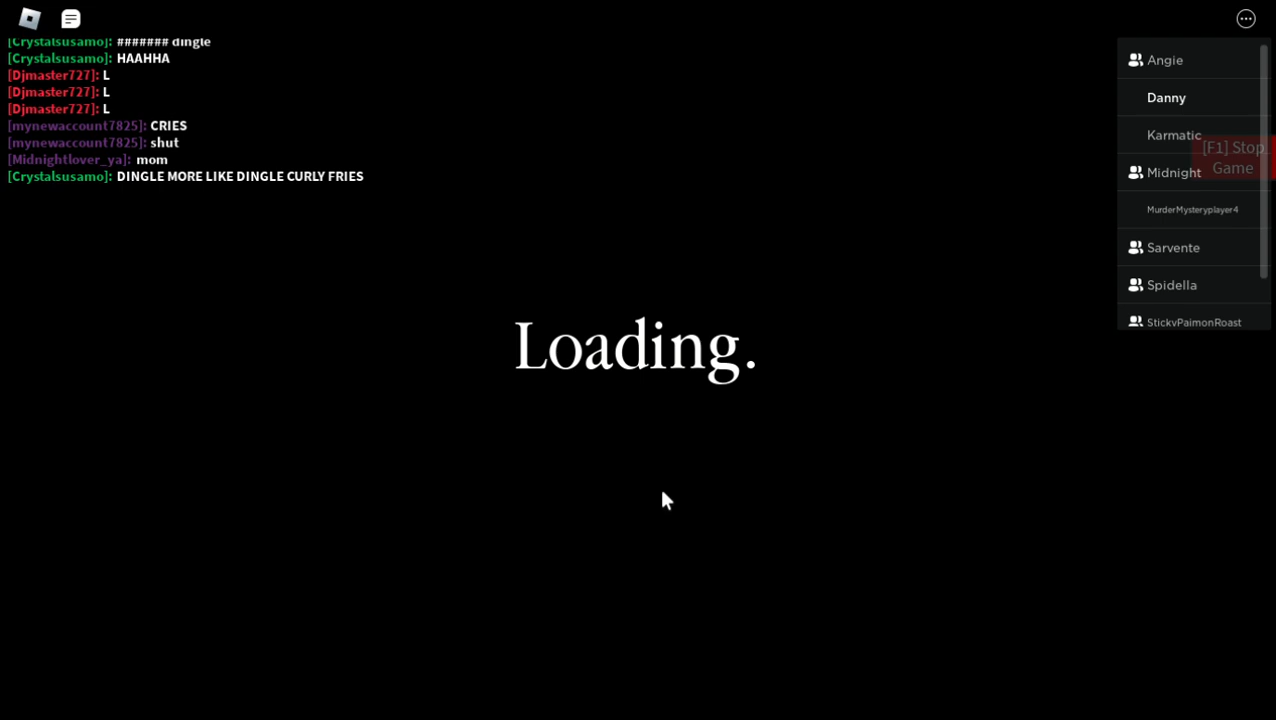 [Crystalsusamo]: ####### dingle
[Crystalsusamo]: HAAHHA
[Djmaster727]: L
[Djmaster727]: L
[Djmaster727]: L
[mynewaccount7825]: CRIES
[mynewaccount7825]: shut
[Midnightlover_ya]: mom
[Crystalsusamo]: DINGLE MORE LIKE DINGLE CURLY FRIES
Angie
Danny
Karmatic
[F1] Stop
Game
Midnight
MurderMysteryplayer4
Sarvente
Spidella
StickyPaimonRoast
Loading.